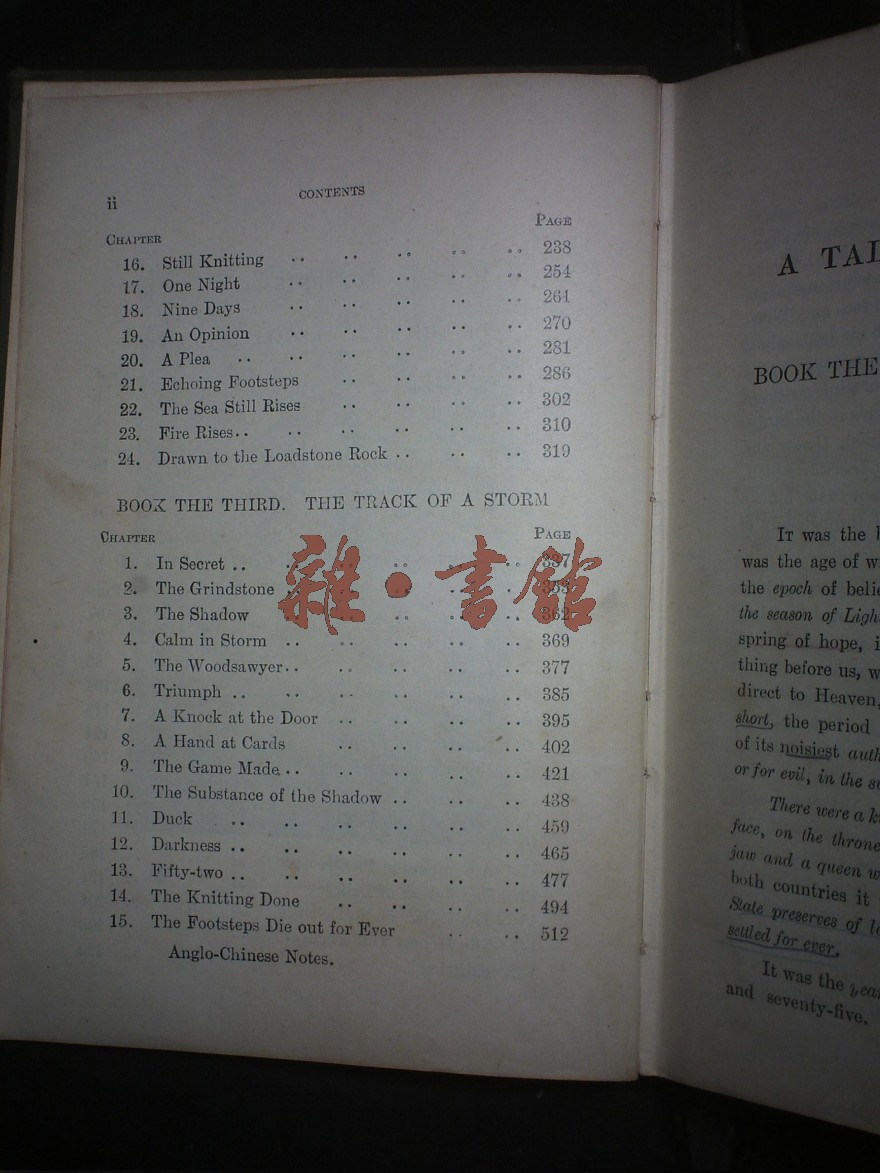 ii CONTENTS
CHAPTER PAGE
16. Still Knitting .. .. .. .. .. 238
17. One Night .. .. .. .. .. 254
18. Nine Days .. .. .. .. .. 261
19. An Opinion .. .. .. .. .. 270
20. A Plea .. .. .. .. .. .. 281
21. Echoing Footsteps .. .. .. .. 286
22. The Sea Still Rises .. .. .. .. 302
23. Fire Rises.. .. .. .. .. .. 310
24. Drawn to the Loadstone Rock .. .. .. 319
BOOK THE THIRD. THE TRACK OF A STORM
CHAPTER PAGE
1. In Secret .. .. .. .. .. .. 337
2. The Grindstone .. .. .. .. .. 353
3. The Shadow .. .. .. .. .. 362
4. Calm in Storm .. .. .. .. .. 369
5. The Woodsawyer.. .. .. .. .. 377
6. Triumph .. .. .. .. .. .. 385
7. A Knock at the Door .. .. .. .. 395
8. A Hand at Cards .. .. .. .. 402
9. The Game Made.. .. .. .. .. 421
10. The Substance of the Shadow .. .. .. 438
11. Duck .. .. .. .. .. .. 459
12. Darkness .. .. .. .. .. .. 465
13. Fifty-two .. .. .. .. .. .. 477
14. The Knitting Done .. .. .. .. 494
15. The Footsteps Die out for Ever .. .. 512
Anglo-Chinese Notes.
雜·書館
A TAL
BOOK THE
IT was the
was the age of w
the epoch of belie
the season of Ligh
spring of hope, i
thing before us, w
direct to Heaven,
short, the period
of its noisiest auth
or for evil, in the su
There were a k
face, on the throne
jaw and a queen w
both countries it
State preserves of lo
settled for ever.
It was the year
and seventy-five.